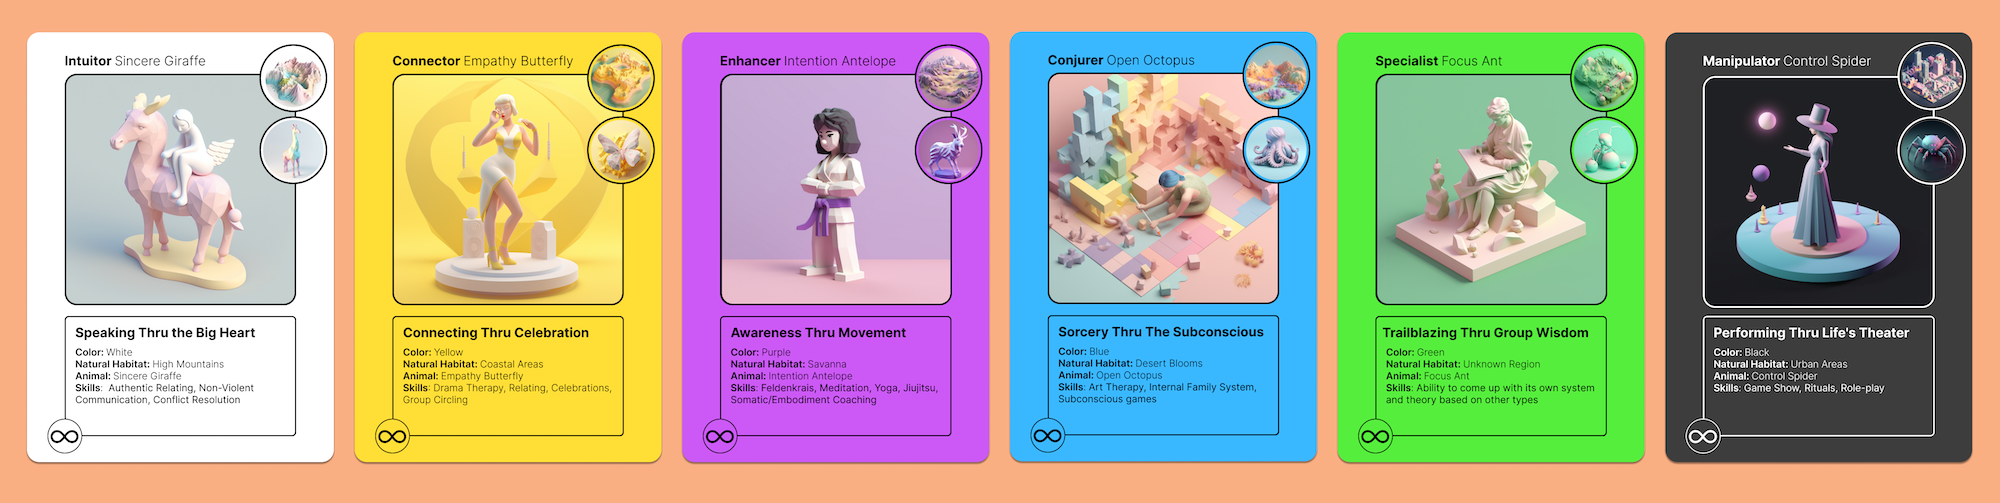 Intuitor Sincere Giraffe
Speaking Thru the Big Heart
Color: White
Natural Habitat: High Mountains
Animal: Sincere Giraffe
Skills: Authentic Relating, Non-Violent
Communication, Conflict Resolution
Connector Empathy Butterfly
Connecting Thru Celebration
Color: Yellow
Natural Habitat: Coastal Areas
Animal: Empathy Butterfly
Skills: Drama Therapy, Relating, Celebrations,
Group Circling
Enhancer Intention Antelope
Awareness Thru Movement
Color: Purple
Natural Habitat: Savanna
Animal: Intention Antelope
Skills: Feldenkrais, Meditation, Yoga, Jiujitsu,
Somatic/Embodiment Coaching
Conjurer Open Octopus
Sorcery Thru The Subconscious
Color: Blue
Natural Habitat: Desert Blooms
Animal: Open Octopus
Skills: Art Therapy, Internal Family System,
Subconscious games
Specialist Focus Ant
Trailblazing Thru Group Wisdom
Color: Green
Natural Habitat: Unknown Region
Animal: Focus Ant
Skills: Ability to come up with its own system
and theory based on other types
Manipulator Control Spider
Performing Thru Life's Theater
Color: Black
Natural Habitat: Urban Areas
Animal: Control Spider
Skills: Game Show, Rituals, Role-play